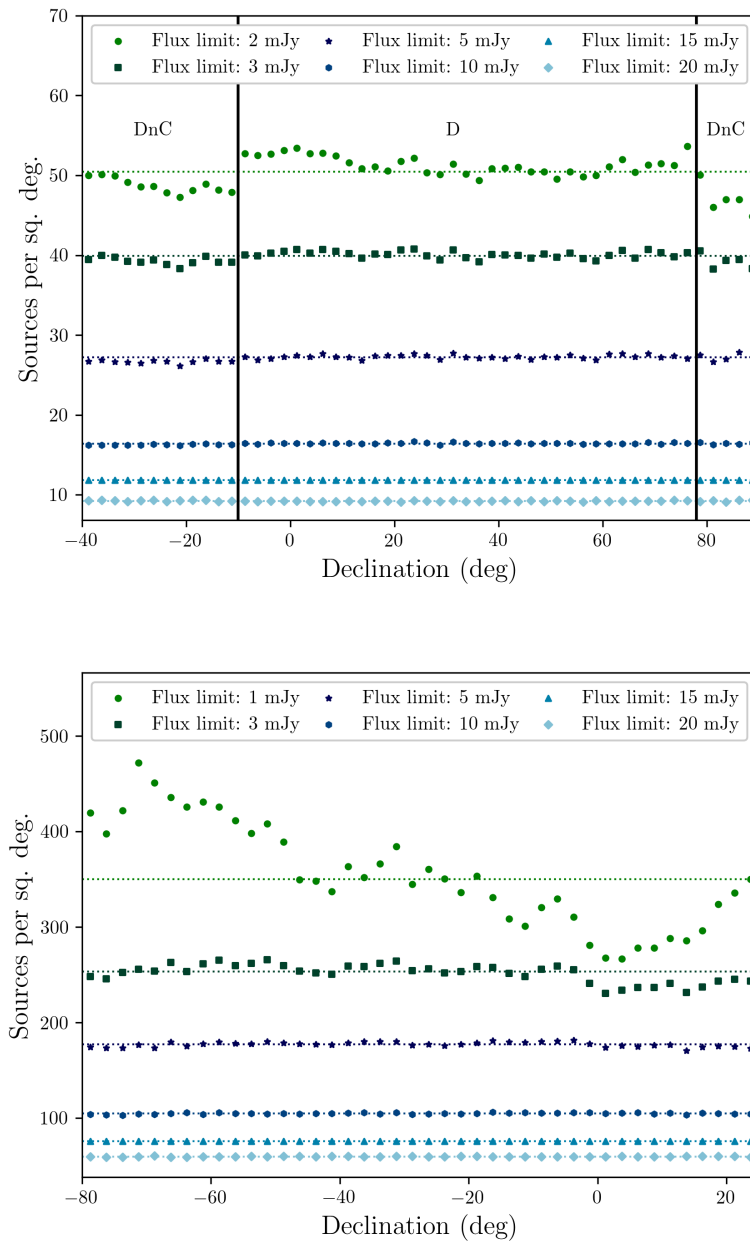 70
60
50
40
30
20
10
Sources per sq. deg.
Flux limit: 2 mJy
Flux limit: 5 mJy
Flux limit: 15 mJy
Flux limit: 3 mJy
Flux limit: 10 mJy
Flux limit: 20 mJy
DnC
D
DnC
−40
−20
0
20
40
60
80
Declination (deg)
500
400
300
200
100
Sources per sq. deg.
Flux limit: 1 mJy
Flux limit: 5 mJy
Flux limit: 15 mJy
Flux limit: 3 mJy
Flux limit: 10 mJy
Flux limit: 20 mJy
−80
−60
−40
−20
0
20
Declination (deg)